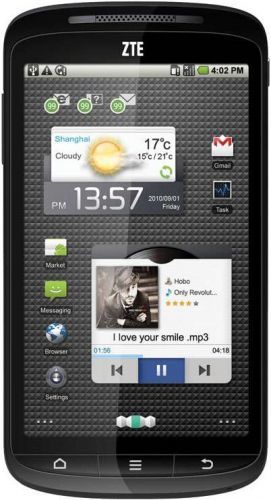 ZTE
4:02 PM
99 99 99
Shanghai 17°C
Cloudy 15°c / 21°c
PM 13:57 2010/09/01
Friday
Gmail
Task
Market
Messaging
Browser
Settings
Hobo
Only Revolut...
I love your smile .mp3
01:56 04:18